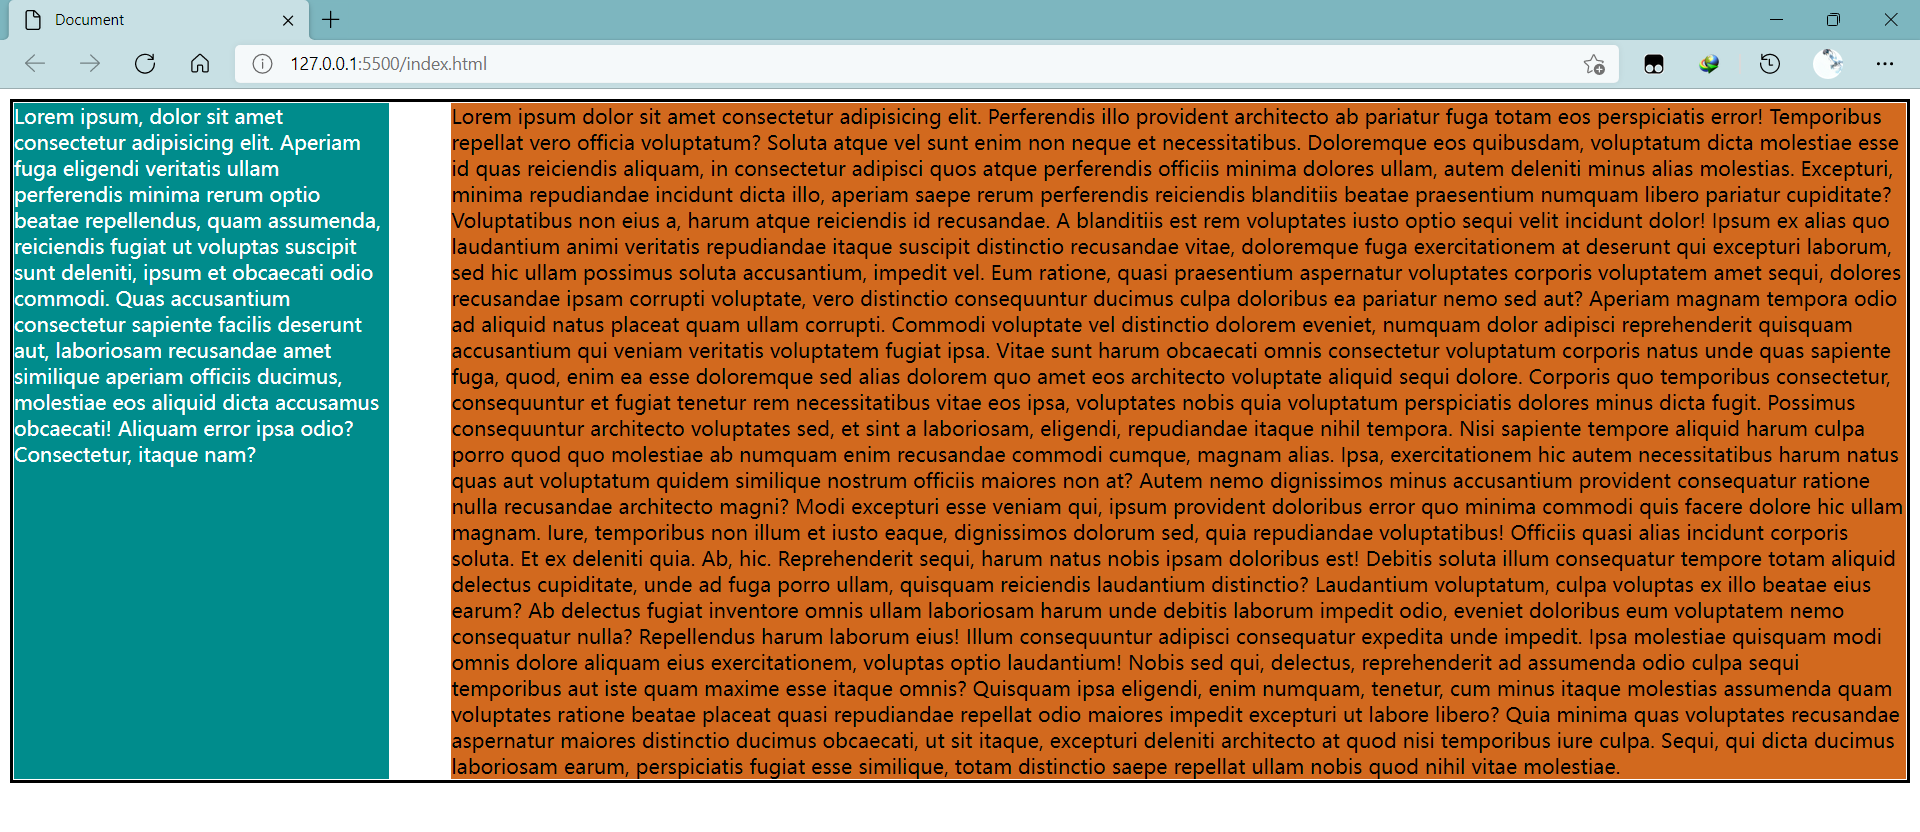 Document
127.0.0.1:5500/index.html
Lorem ipsum, dolor sit amet
consectetur adipisicing elit. Aperiam
fuga eligendi veritatis ullam
perferendis minima rerum optio
beatae repellendus, quam assumenda,
reiciendis fugiat ut voluptas suscipit
sunt deleniti, ipsum et obcaecati odio
commodi. Quas accusantium
consectetur sapiente facilis deserunt
aut, laboriosam recusandae amet
similique aperiam officiis ducimus,
molestiae eos aliquid dicta accusamus
obcaecati! Aliquam error ipsa odio?
Consectetur, itaque nam?
Lorem ipsum dolor sit amet consectetur adipisicing elit. Perferendis illo provident architecto ab pariatur fuga totam eos perspiciatis error! Temporibus
repellat vero officia voluptatum? Soluta atque vel sunt enim non neque et necessitatibus. Doloremque eos quibusdam, voluptatum dicta molestiae esse
id quas reiciendis aliquam, in consectetur adipisci quos atque perferendis officiis minima dolores ullam, autem deleniti minus alias molestias. Excepturi,
minima repudiandae incidunt dicta illo, aperiam saepe rerum perferendis reiciendis blanditiis beatae praesentium numquam libero pariatur cupiditate?
Voluptatibus non eius a, harum atque reiciendis id recusandae. A blanditiis est rem voluptates iusto optio sequi velit incidunt dolor! Ipsum ex alias quo
laudantium animi veritatis repudiandae itaque suscipit distinctio recusandae vitae, doloremque fuga exercitationem at deserunt qui excepturi laborum,
sed hic ullam possimus soluta accusantium, impedit vel. Eum ratione, quasi praesentium aspernatur voluptates corporis voluptatem amet sequi, dolores
recusandae ipsam corrupti voluptate, vero distinctio consequuntur ducimus culpa doloribus ea pariatur nemo sed aut? Aperiam magnam tempora odio
ad aliquid natus placeat quam ullam corrupti. Commodi voluptate vel distinctio dolorem eveniet, numquam dolor adipisci reprehenderit quisquam
accusantium qui veniam veritatis voluptatem fugiat ipsa. Vitae sunt harum obcaecati omnis consectetur voluptatum corporis natus unde quas sapiente
fuga, quod, enim ea esse doloremque sed alias dolorem quo amet eos architecto voluptate aliquid sequi dolore. Corporis quo temporibus consectetur,
consequuntur et fugiat tenetur rem necessitatibus vitae eos ipsa, voluptates nobis quia voluptatum perspiciatis dolores minus dicta fugit. Possimus
consequuntur architecto voluptates sed, et sint a laboriosam, eligendi, repudiandae itaque nihil tempora. Nisi sapiente tempore aliquid harum culpa
porro quod quo molestiae ab numquam enim recusandae commodi cumque, magnam alias. Ipsa, exercitationem hic autem necessitatibus harum natus
quas aut voluptatum quidem similique nostrum officiis maiores non at? Autem nemo dignissimos minus accusantium provident consequatur ratione
nulla recusandae architecto magni? Modi excepturi esse veniam qui, ipsum provident doloribus error quo minima commodi quis facere dolore hic ullam
magnam. Iure, temporibus non illum et iusto eaque, dignissimos dolorum sed, quia repudiandae voluptatibus! Officiis quasi alias incidunt corporis
soluta. Et ex deleniti quia. Ab, hic. Reprehenderit sequi, harum natus nobis ipsam doloribus est! Debitis soluta illum consequatur tempore totam aliquid
delectus cupiditate, unde ad fuga porro ullam, quisquam reiciendis laudantium distinctio? Laudantium voluptatum, culpa voluptas ex illo beatae eius
earum? Ab delectus fugiat inventore omnis ullam laboriosam harum unde debitis laborum impedit odio, eveniet doloribus eum voluptatem nemo
consequatur nulla? Repellendus harum laborum eius! Illum consequuntur adipisci consequatur expedita unde impedit. Ipsa molestiae quisquam modi
omnis dolore aliquam eius exercitationem, voluptas optio laudantium! Nobis sed qui, delectus, reprehenderit ad assumenda odio culpa sequi
temporibus aut iste quam maxime esse itaque omnis? Quisquam ipsa eligendi, enim numquam, tenetur, cum minus itaque molestias assumenda quam
voluptates ratione beatae placeat quasi repudiandae repellat odio maiores impedit excepturi ut labore libero? Quia minima quas voluptates recusandae
aspernatur maiores distinctio ducimus obcaecati, ut sit itaque, excepturi deleniti architecto at quod nisi temporibus iure culpa. Sequi, qui dicta ducimus
laboriosam earum, perspiciatis fugiat esse similique, totam distinctio saepe repellat ullam nobis quod nihil vitae molestiae.